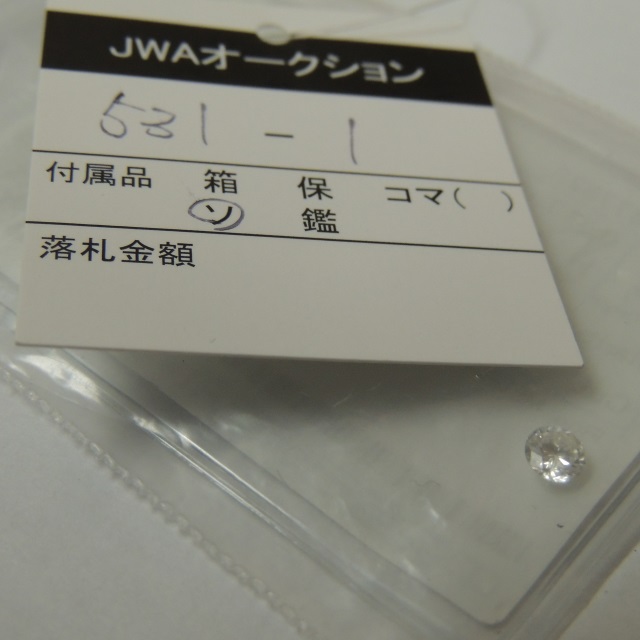 JWAオークション
531-1
付属品 箱 保 コマ( )
ソ 鑑
落札金額